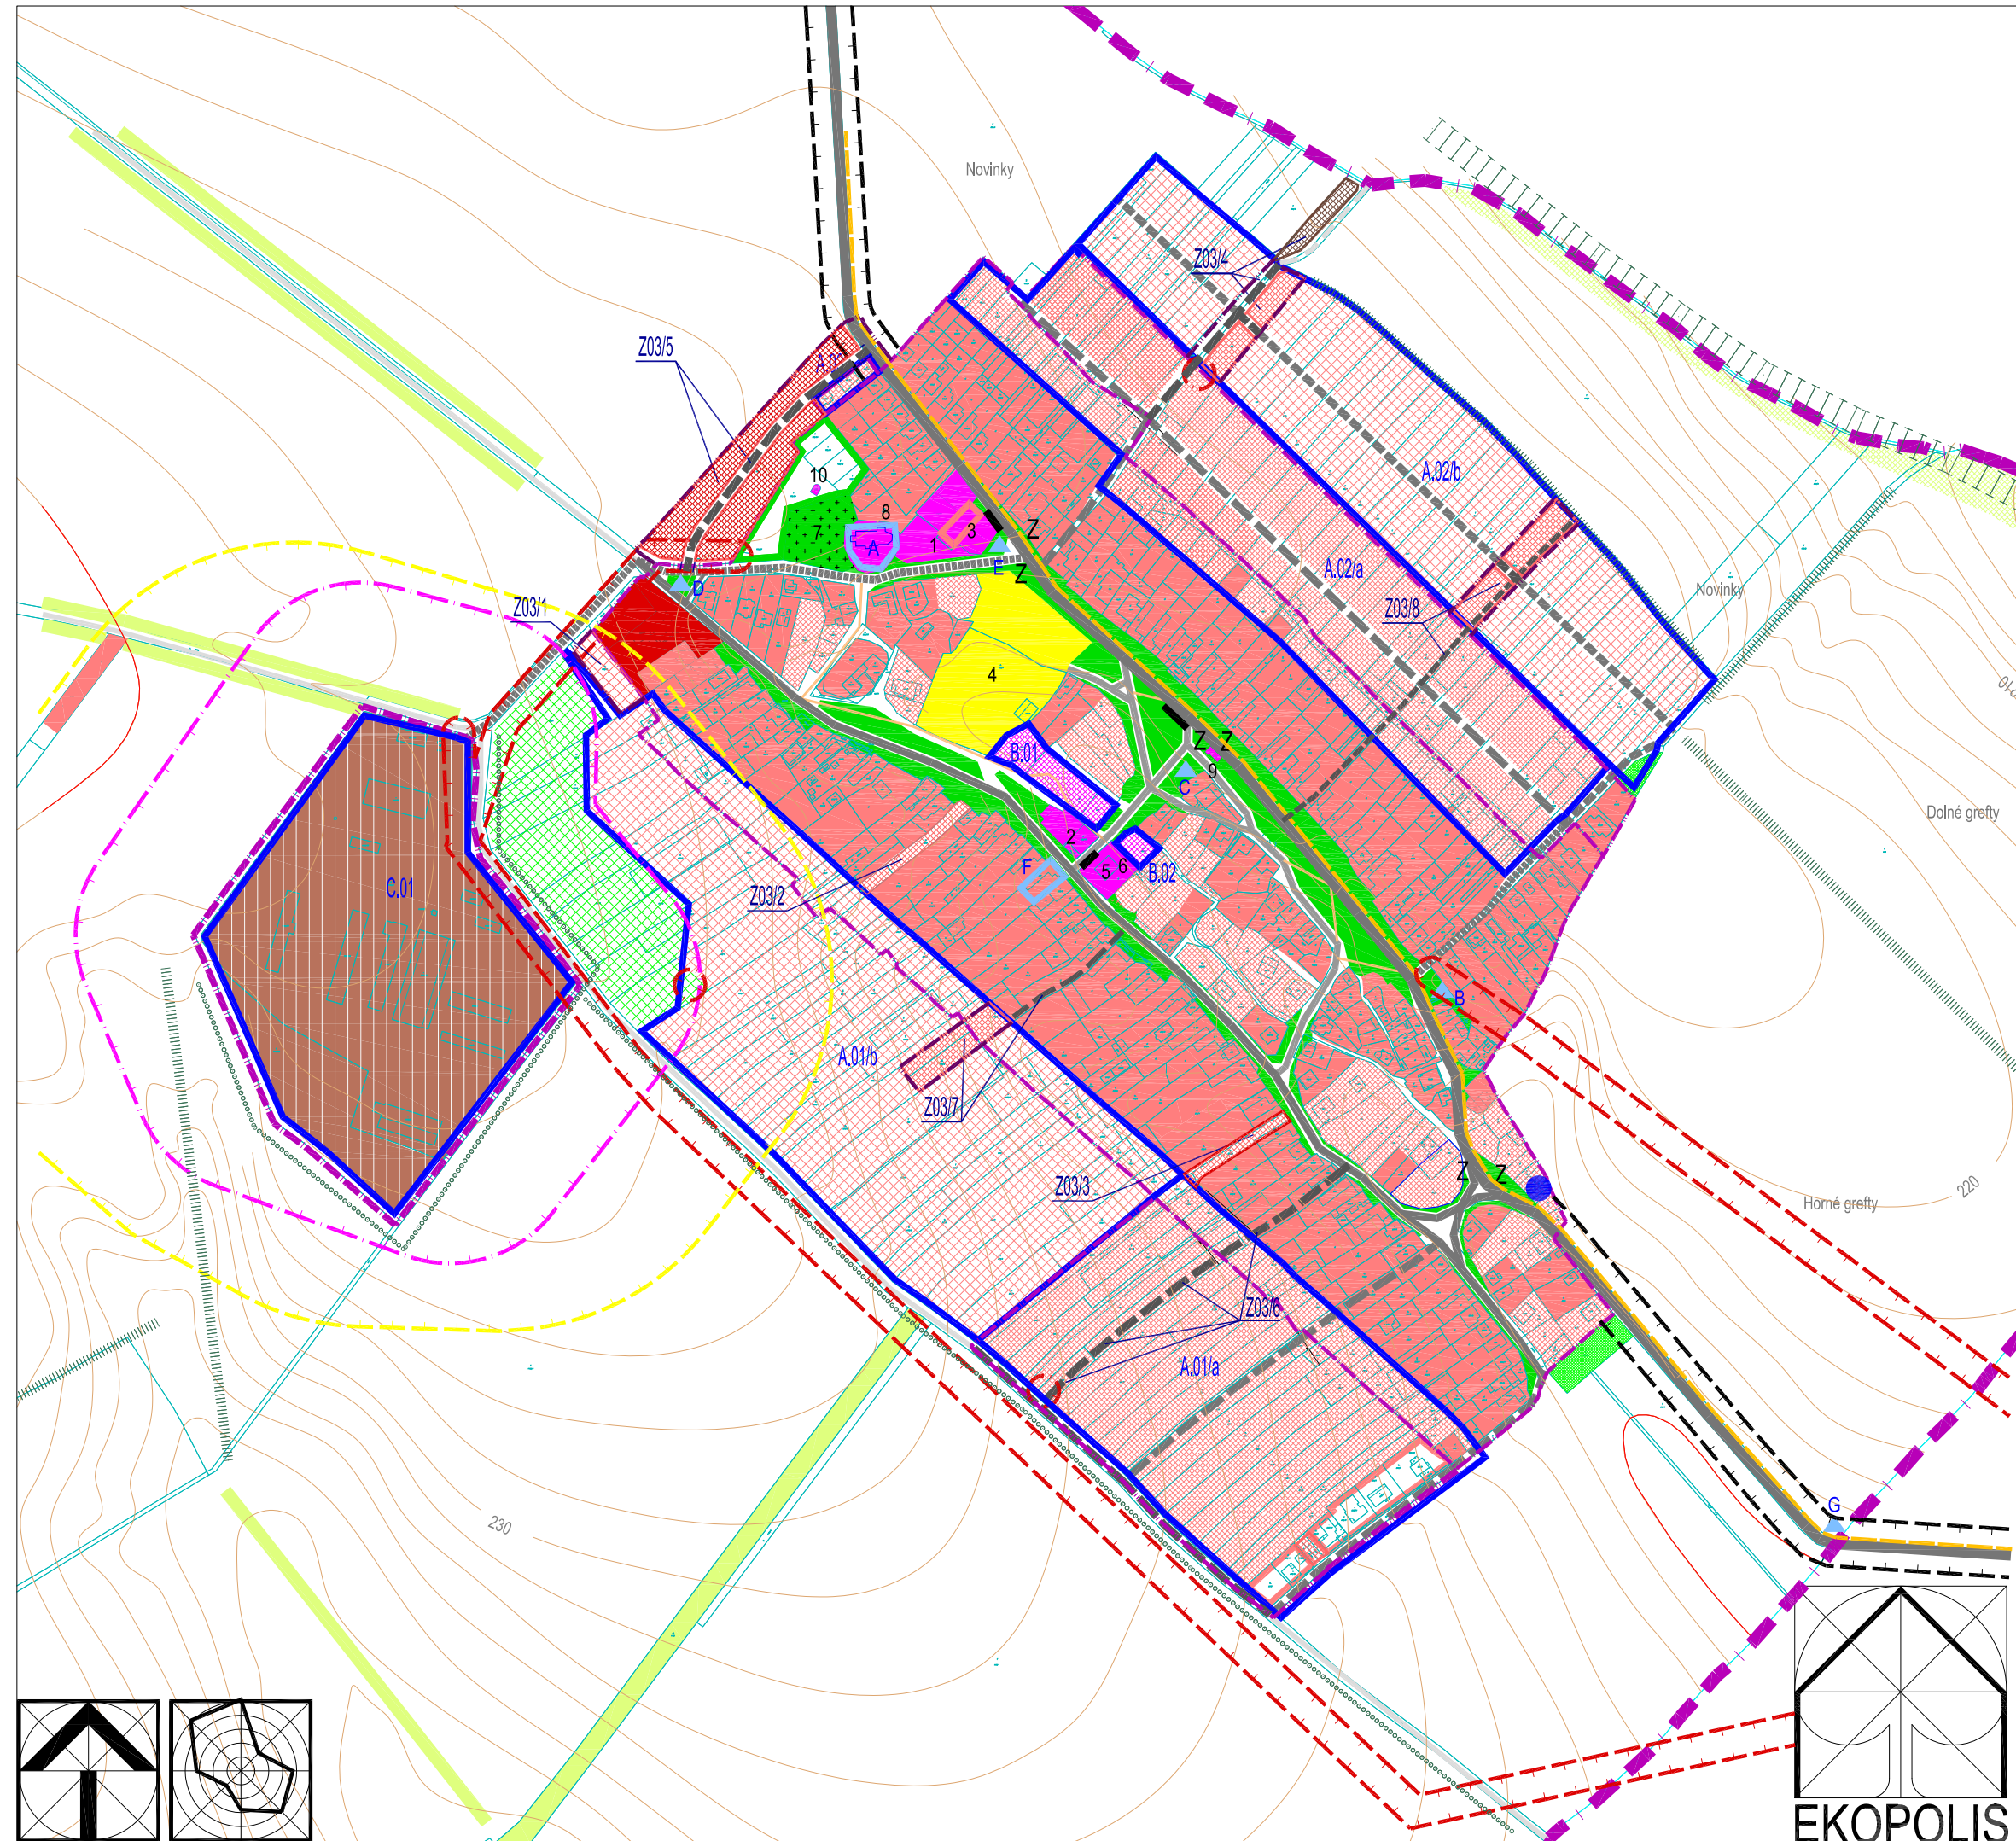 Novinky
Z03/4
Z03/5
A.02/b
10
8
7
A
1
3
Z
E
Z
A.02/a
Novinky
D
Z03/1
Z03/8
4
B.01
Z
Z
9
C
Dolné grefty
2
5
6
B.02
F
C.01
Z03/2
B
A.01/b
Z03/7
Z
Z
Z03/3
220
Horné grefty
Z03/6
A.01/a
G
230
EKOPOLIS